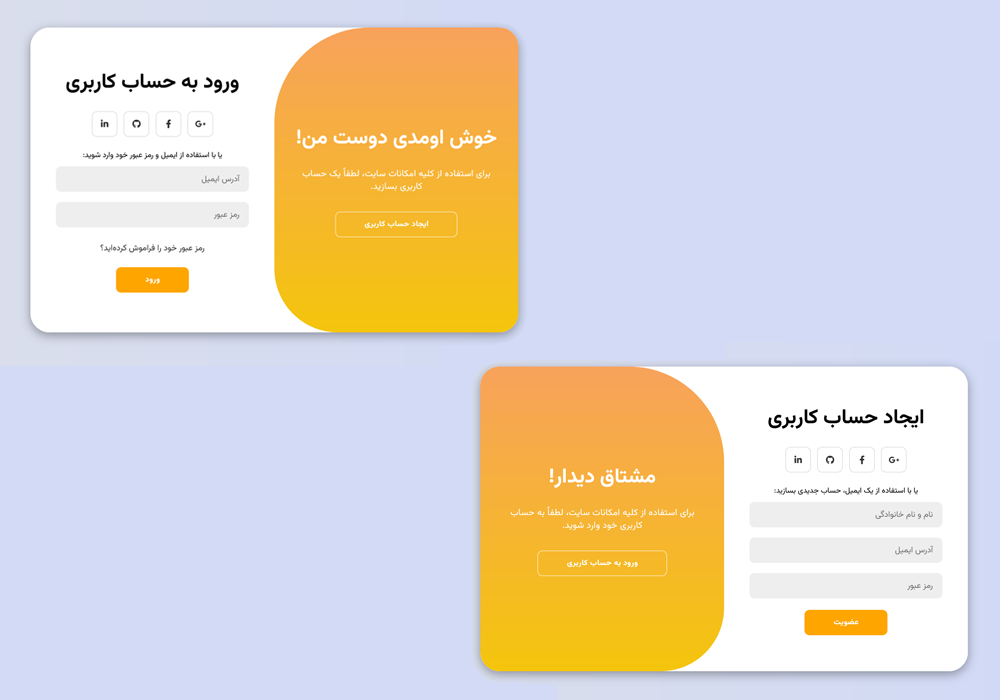 ورود به حساب کاربری
یا با استفاده از ایمیل و رمز عبور خود وارد شوید:
آدرس ایمیل
رمز عبور
رمز عبور خود را فراموش کرده‌اید؟
ورود
خوش اومدی دوست من!
برای استفاده از کلیه امکانات سایت، لطفاً یک حساب
کاربری بسازید.
ایجاد حساب کاربری
ایجاد حساب کاربری
یا با استفاده از یک ایمیل، حساب جدیدی بسازید:
نام و نام خانوادگی
آدرس ایمیل
رمز عبور
عضویت
مشتاق دیدار!
برای استفاده از کلیه امکانات سایت، لطفاً به حساب
کاربری خود وارد شوید.
ورود به حساب کاربری